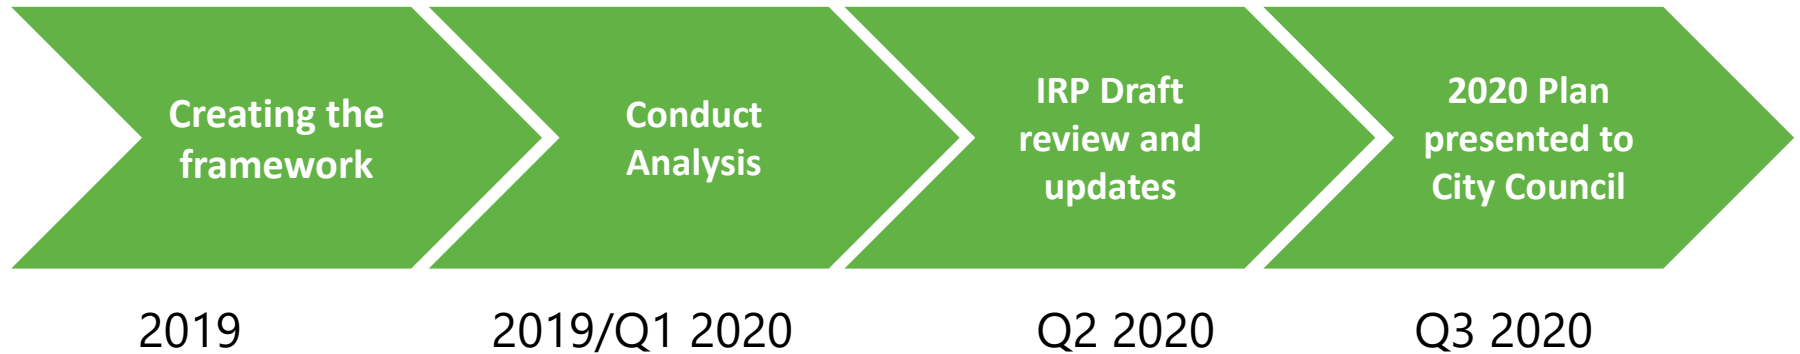 Creating the
framework
Conduct
Analysis
IRP Draft
review and
updates
2020 Plan
presented to
City Council
2019
2019/Q1 2020
Q2 2020
Q3 2020